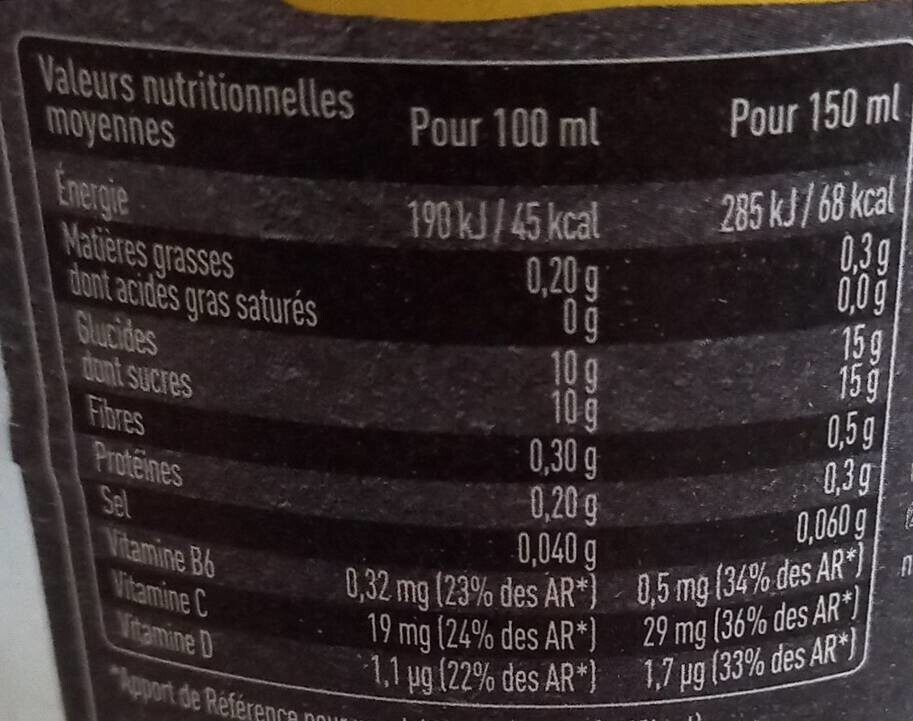 Valeurs nutritionnelles
moyennes Pour 100 ml Pour 150 ml
Énergie 190 kJ / 45 kcal 285 kJ / 68 kcal
Matières grasses 0,20 g 0,3 g
dont acides gras saturés 0 g 0,0 g
Glucides 10 g 15 g
dont sucres 10 g 15 g
Fibres 0,30 g 0,5 g
Protéines 0,20 g 0,3 g
Sel 0,040 g 0,060 g
Vitamine B6 0,32 mg (23% des AR*) 0,5 mg (34% des AR*)
Vitamine C 19 mg (24% des AR*) 29 mg (36% des AR*)
Vitamine D 1,1 µg (22% des AR*) 1,7 µg (33% des AR*)
*Apport de Référence